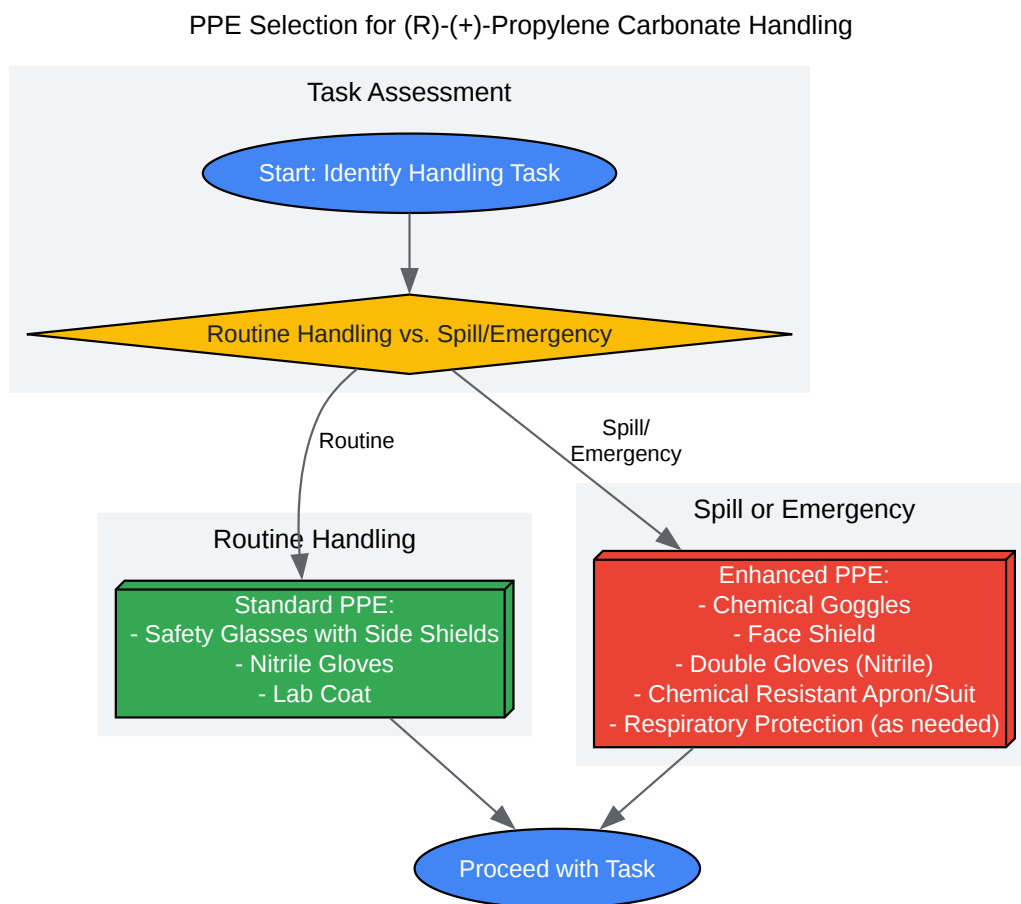 PPE Selection for (R)-(+)-Propylene Carbonate Handling
Task Assessment
Start: Identify Handling Task
Routine Handling vs. Spill/Emergency
Routine
Spill/
Emergency
Routine Handling
Standard PPE:
- Safety Glasses with Side Shields
- Nitrile Gloves
- Lab Coat
Spill or Emergency
Enhanced PPE:
- Chemical Goggles
- Face Shield
- Double Gloves (Nitrile)
- Chemical Resistant Apron/Suit
- Respiratory Protection (as needed)
Proceed with Task